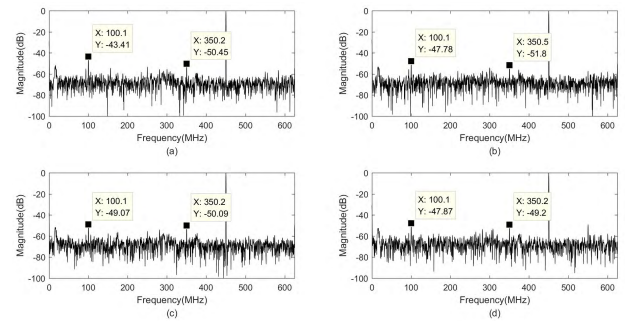 0
-20
-40
-60
-80
-100
Magnitude(dB)
X: 100.1
Y: -43.41
X: 350.2
Y: -50.45
0 100 200 300 400 500 600
Frequency(MHz)
(a)
0
-20
-40
-60
-80
-100
Magnitude(dB)
X: 100.1
Y: -47.78
X: 350.5
Y: -51.8
0 100 200 300 400 500 600
Frequency(MHz)
(b)
0
-20
-40
-60
-80
-100
Magnitude(dB)
X: 100.1
Y: -49.07
X: 350.2
Y: -50.09
0 100 200 300 400 500 600
Frequency(MHz)
(c)
0
-20
-40
-60
-80
-100
Magnitude(dB)
X: 100.1
Y: -47.87
X: 350.2
Y: -49.2
0 100 200 300 400 500 600
Frequency(MHz)
(d)